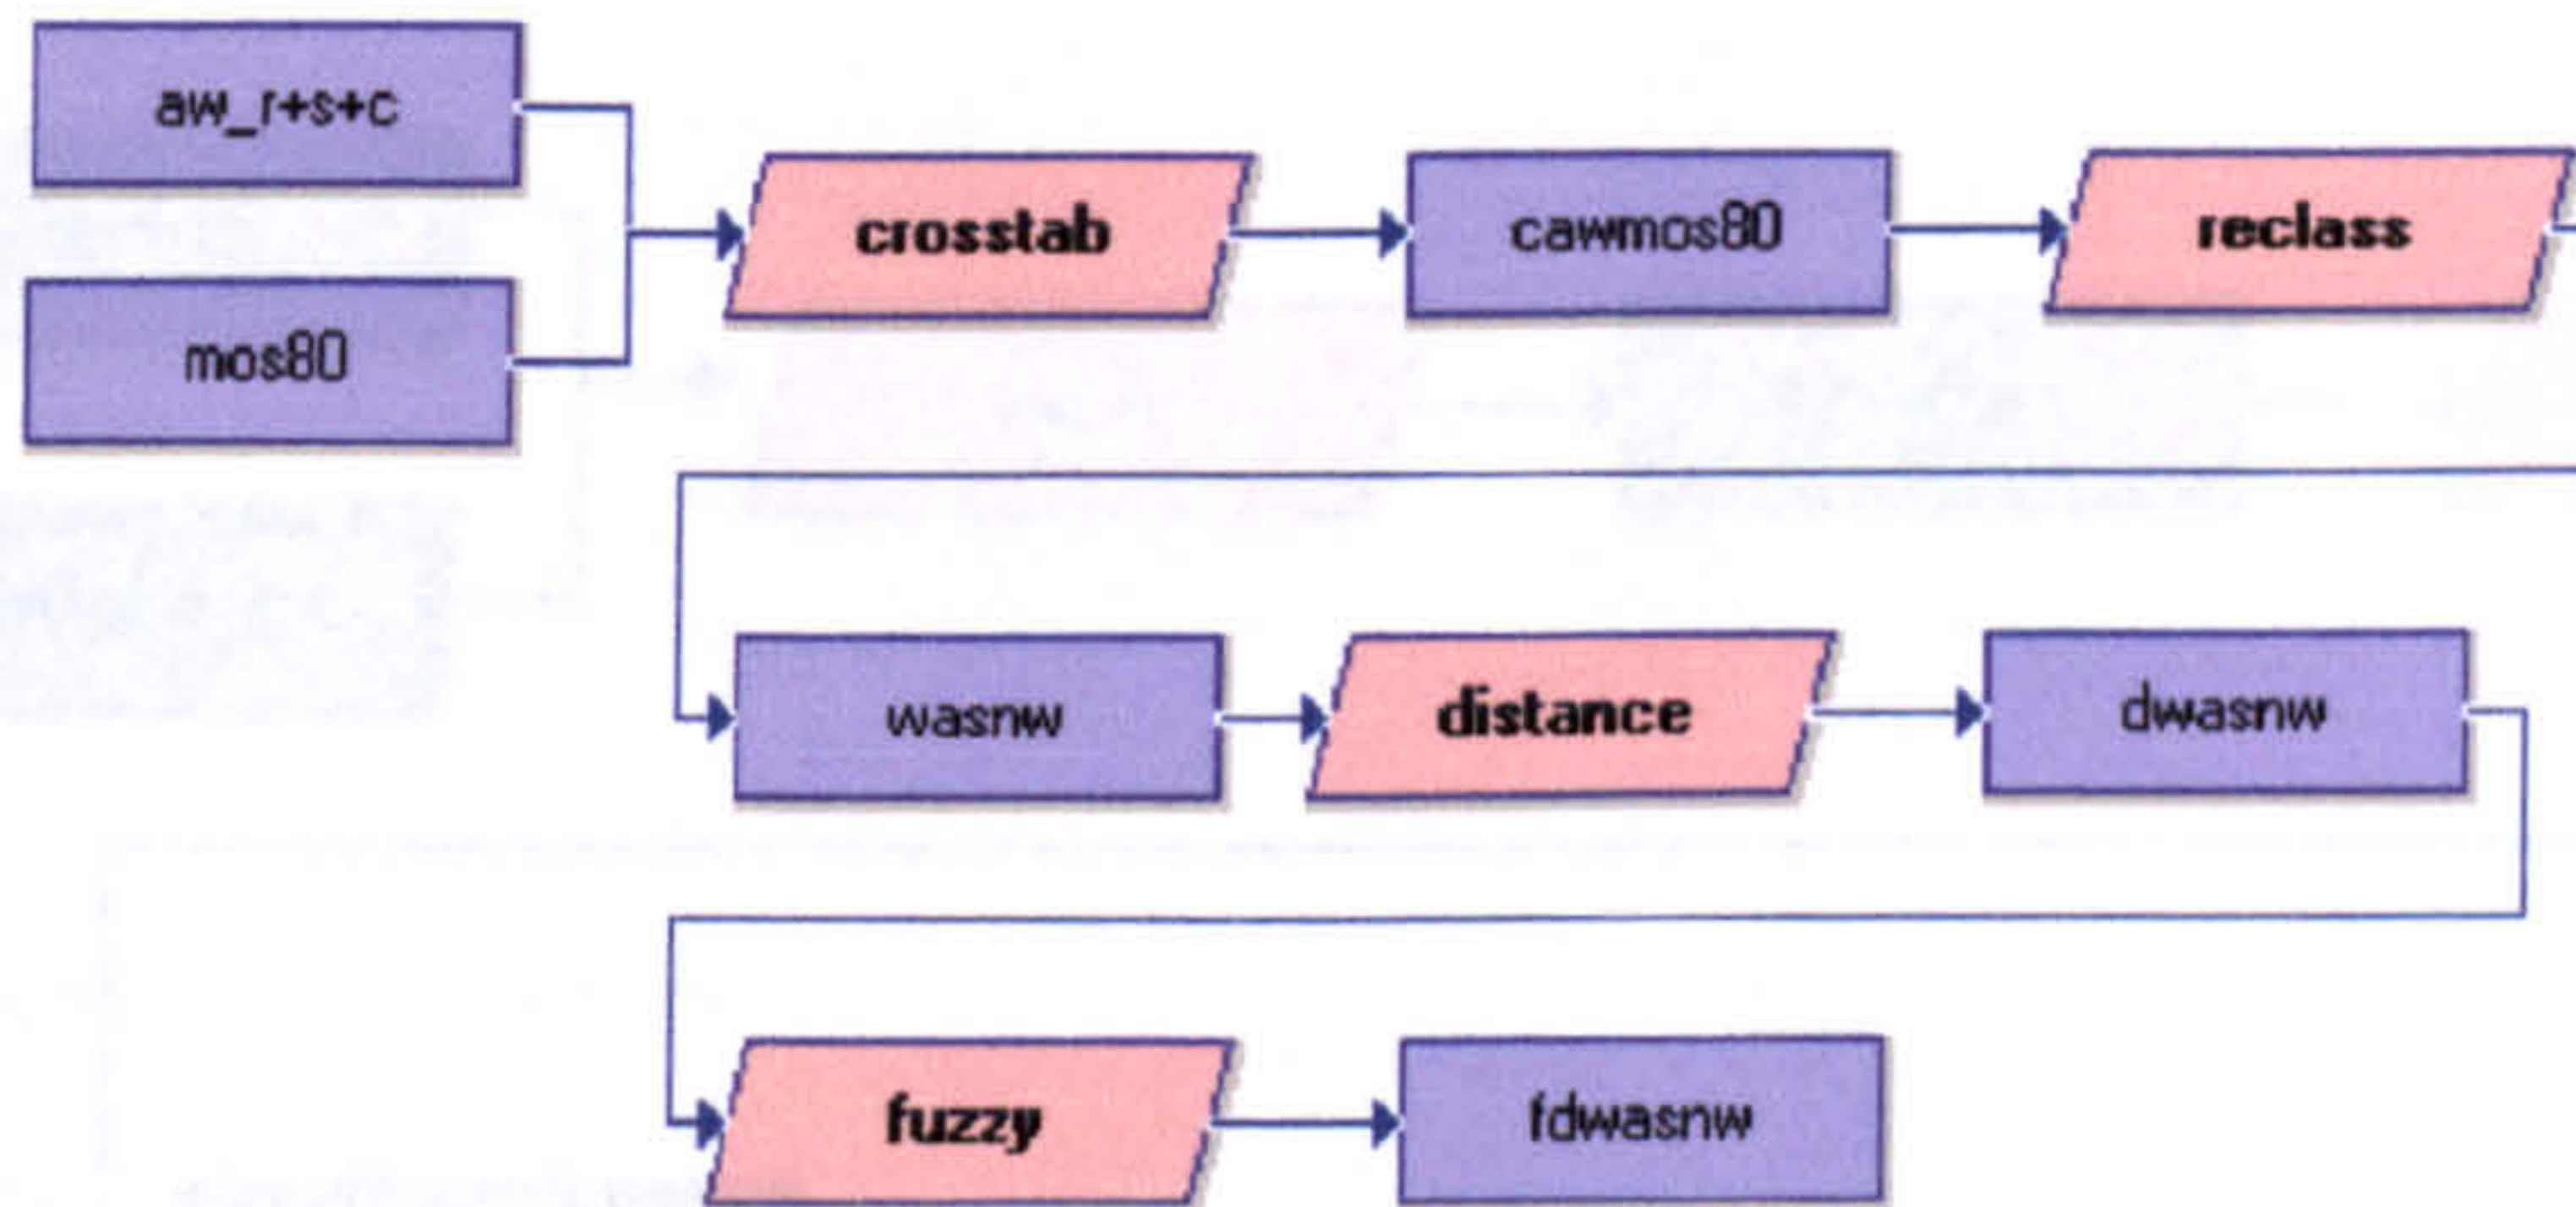 aw_r+s+c
mos80
crosstab
cawmos80
reclass
wasnw
distance
dwasnw
fuzzy
fdwasnw